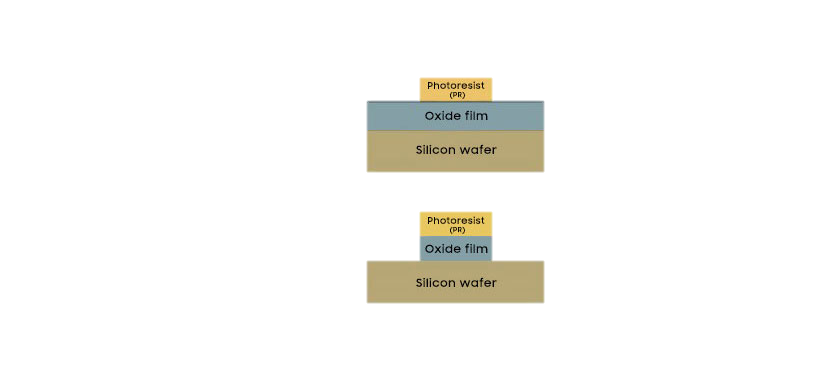 Photoresist
(PR)
Oxide film
Silicon wafer
Photoresist
(PR)
Oxide film
Silicon wafer